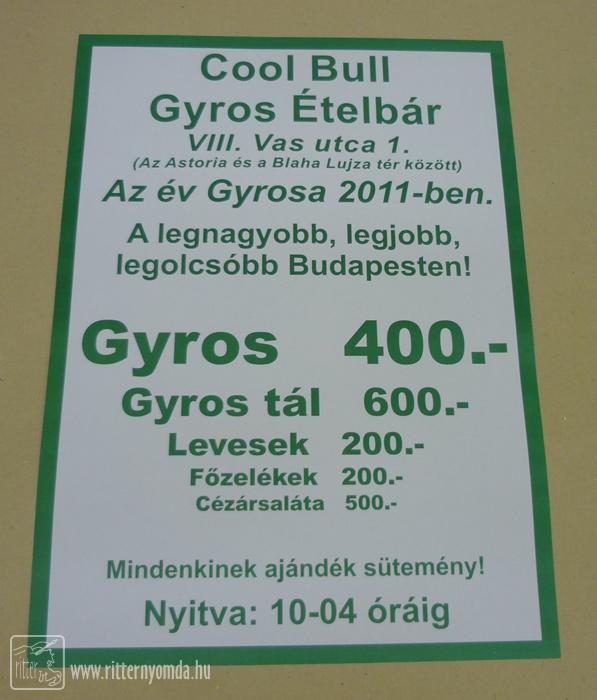 Cool Bull
Gyros Ételbár
VIII. Vas utca 1.
(Az Astoria és a Blaha Lujza tér között)
Az év Gyrosa 2011-ben.
A legnagyobb, legjobb,
legolcsóbb Budapesten!
Gyros 400.-
Gyros tál 600.-
Levesek 200.-
Főzelékek 200.-
Cézársaláta 500.-
Mindenkinek ajándék sütemény!
Nyitva: 10-04 óráig
ritter www.ritternyomda.hu